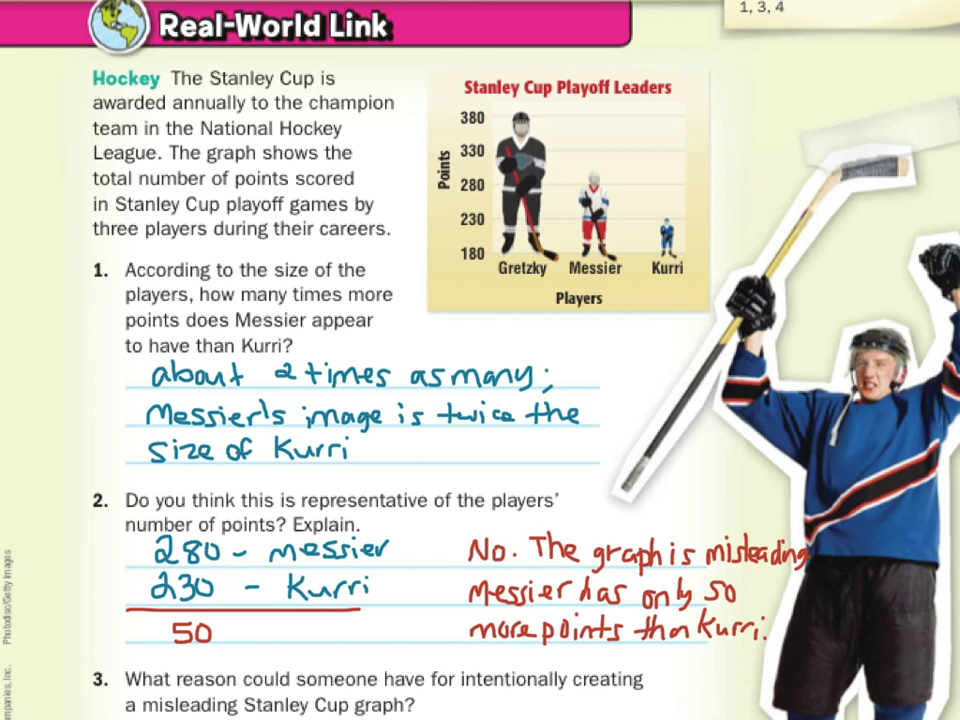 1, 3, 4
Real-World Link
Hockey The Stanley Cup is
awarded annually to the champion
team in the National Hockey
League. The graph shows the
total number of points scored
in Stanley Cup playoff games by
three players during their careers.
Stanley Cup Playoff Leaders
Points
380
330
280
230
180
Gretzky Messier Kurri
Players
1. According to the size of the
players, how many times more
points does Messier appear
to have than Kurri?
about 2 times as many;
Messier's image is twice the
size of Kurri
2. Do you think this is representative of the players'
number of points? Explain.
280 - messier
230 - Kurri
50
No. The graph is misleading
Messier has only 50
more points than Kurri.
3. What reason could someone have for intentionally creating
a misleading Stanley Cup graph?
Photodisc/Getty Images
Inc.